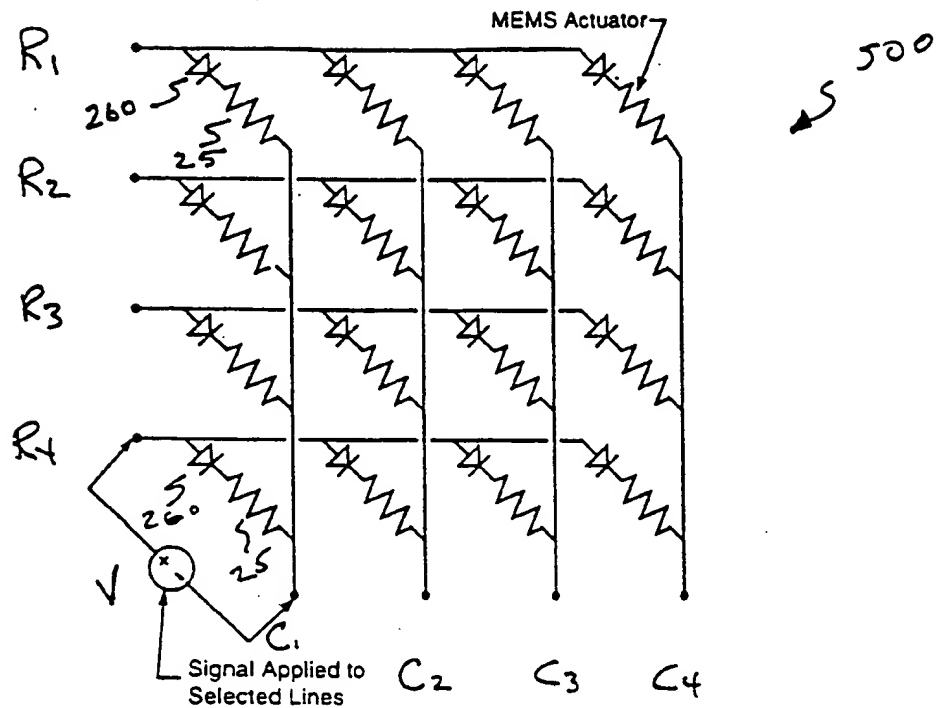 MEMS Actuator
R1
500
260
25
R2
R3
R4
260
25
V
+ -
C1
Signal Applied to
Selected Lines
C2
C3
C4